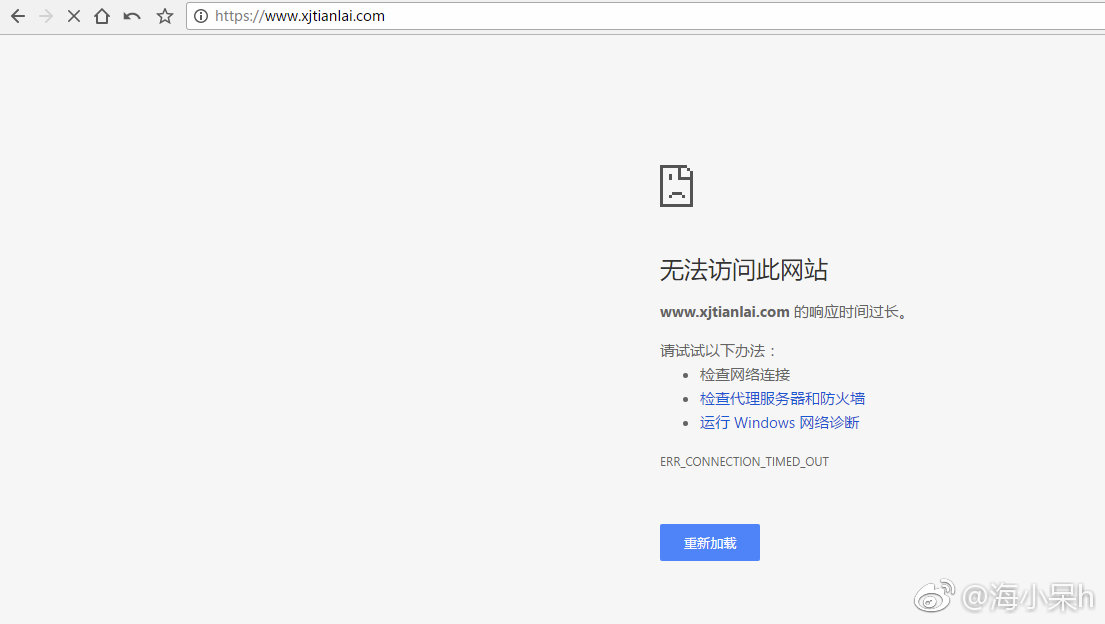 https://www.xjtianlai.com
无法访问此网站
www.xjtianlai.com 的响应时间过长。
请试试以下办法：
检查网络连接
检查代理服务器和防火墙
运行 Windows 网络诊断
ERR_CONNECTION_TIMED_OUT
重新加载
@海小呆h